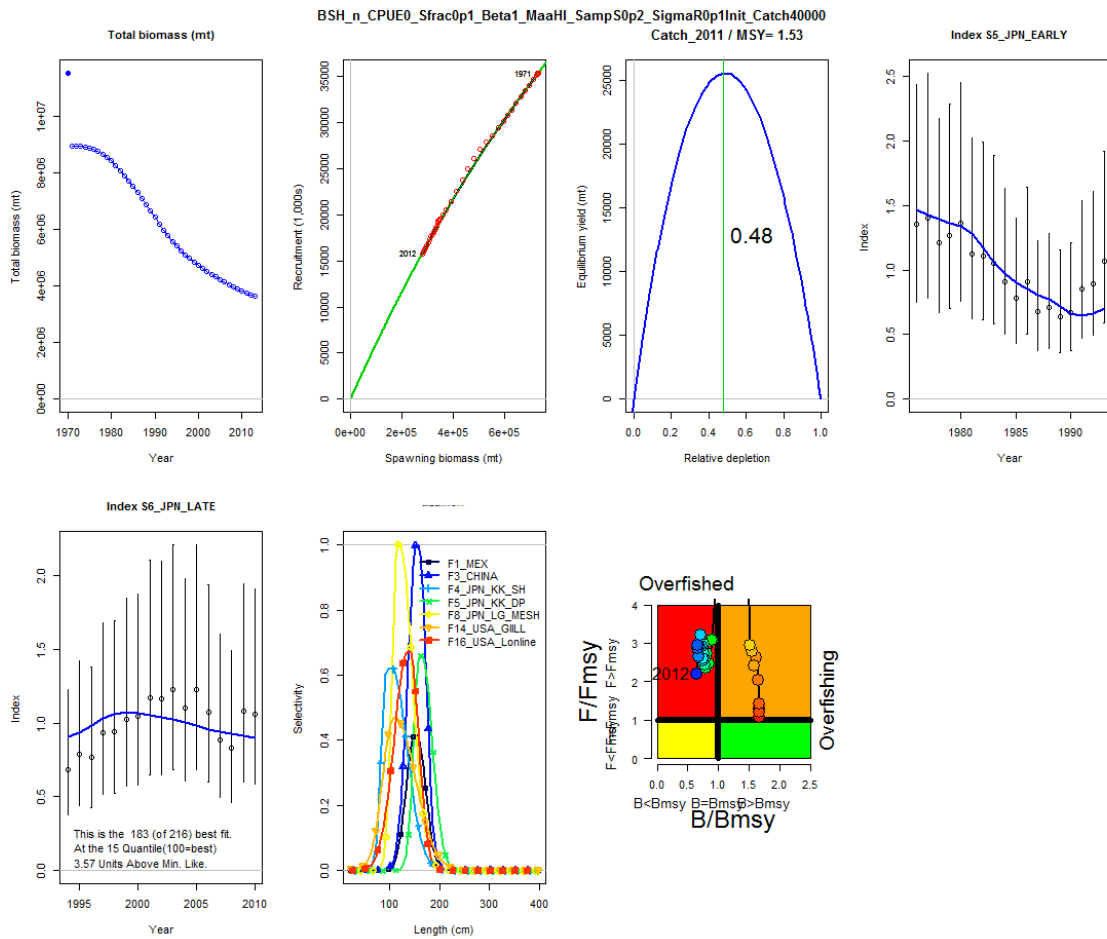 BSH_n_CPUE0_Sfrac0p1_Beta1_MaaHI_SampS0p2_SigmaR0p1Init_Catch40000
Total biomass (mt)
Catch_2011 / MSY= 1.53
Index S5_JPN_EARLY
Total biomass (mt)
0e+00
2e+06
4e+06
6e+06
8e+06
1e+07
1970
1980
1990
2000
2010
Year
Recruitment (1,000s)
0
5000
10000
15000
20000
25000
30000
35000
1971
2012
0e+00
2e+05
4e+05
6e+05
Spawning biomass (mt)
Equilibrium yield (mt)
0
5000
10000
15000
20000
25000
0.48
0.0
0.2
0.4
0.6
0.8
1.0
Relative depletion
Index
0.0
0.5
1.0
1.5
2.0
2.5
1980
1985
1990
Year
Index S6_JPN_LATE
Index
0.0
0.5
1.0
1.5
2.0
This is the 183 (of 216) best fit.
At the 15 Quantile(100=best)
3.57 Units Above Min. Like.
1995
2000
2005
2010
Year
Selectivity
0.0
0.2
0.4
0.6
0.8
1.0
F1_MEX
F3_CHINA
F4_JPN_KK_SH
F5_JPN_KK_DP
F8_JPN_LG_MESH
F14_USA_GIILL
F16_USA_Lonline
100
200
300
400
Length (cm)
Overfished
Overfishing
F/Fmsy
F>Fmsy
0
1
2
3
4
2012
0.0
0.5
1.0
1.5
2.0
2.5
B<Bmsy
B=Bmsy
B>Bmsy
B/Bmsy